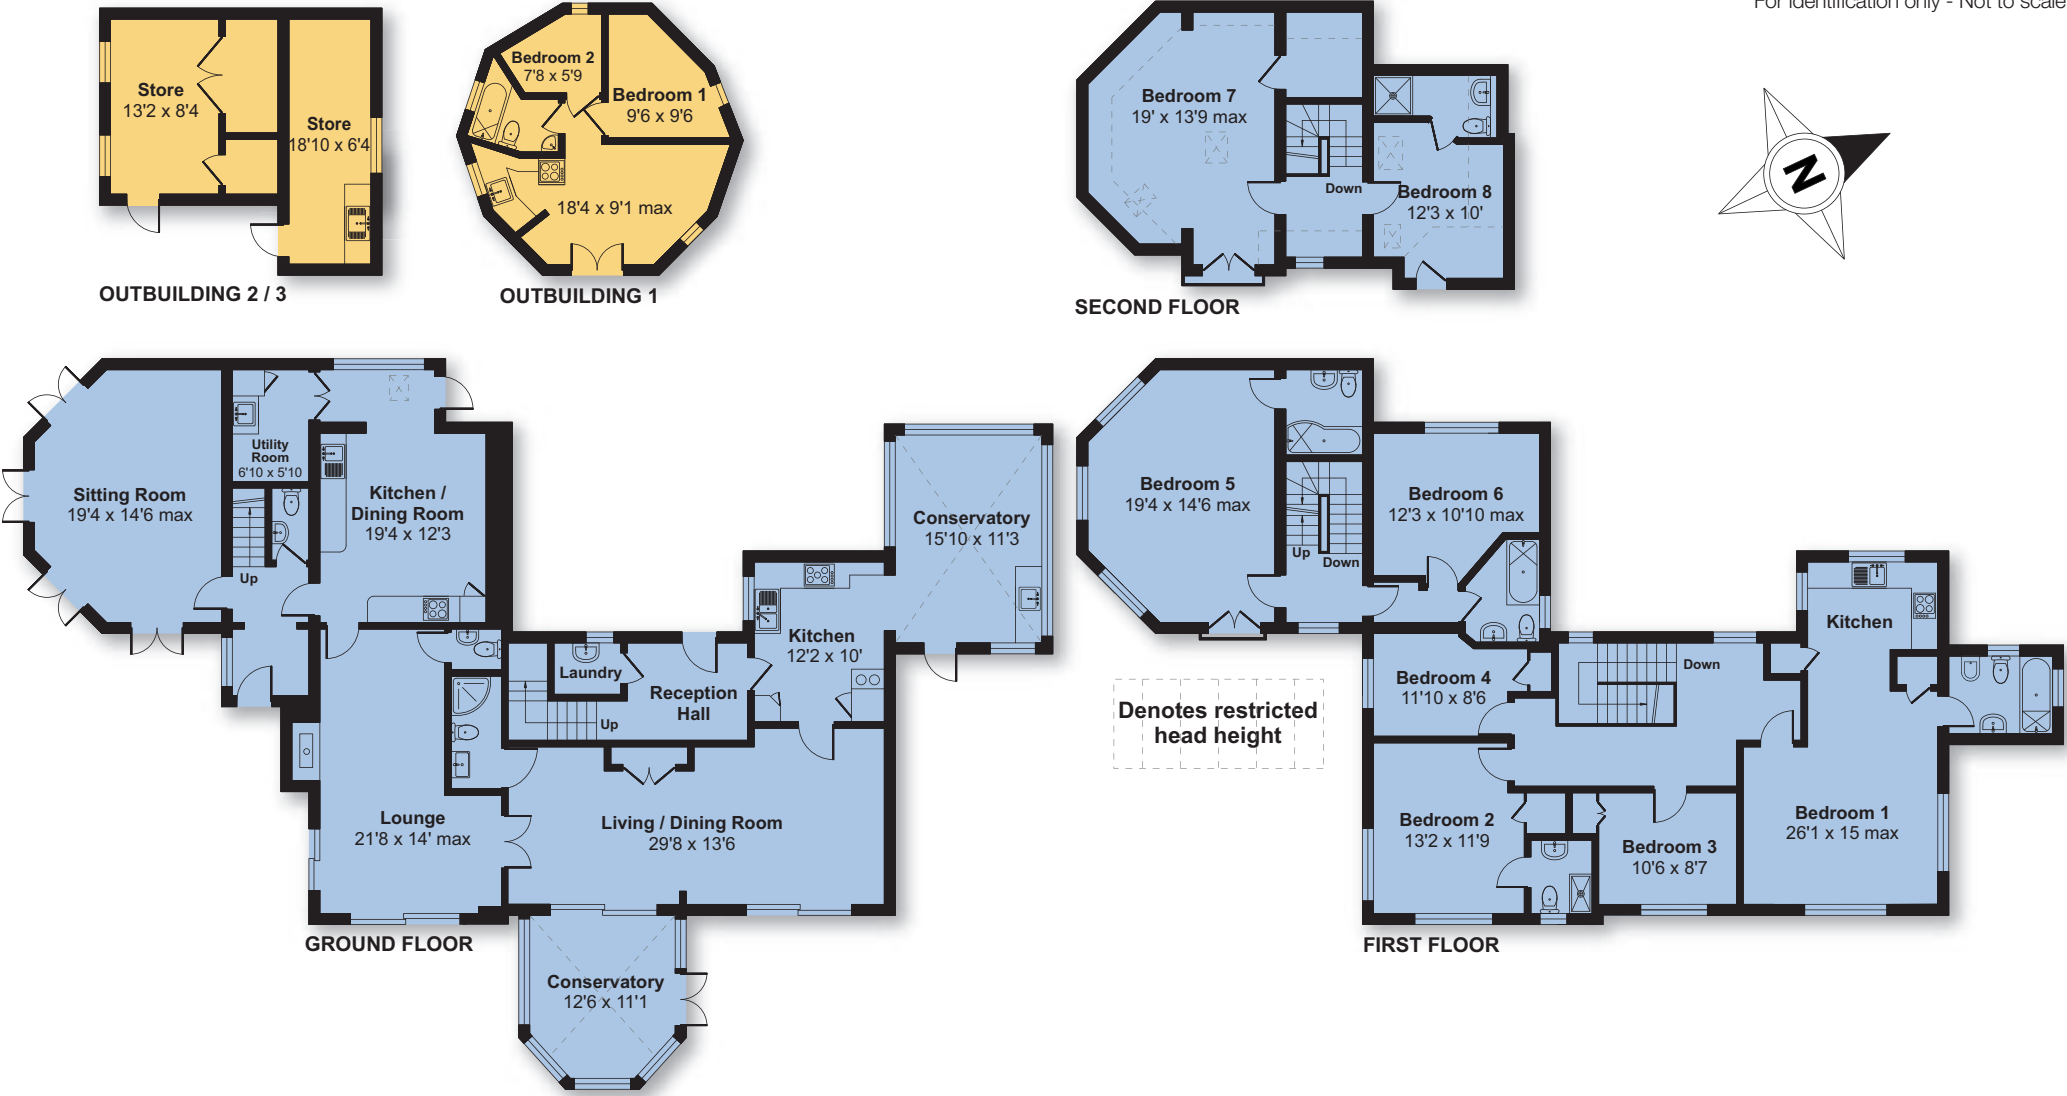 For identification only - Not to scale
Store
13'2 x 8'4
Store
18'10 x 6'4
OUTBUILDING 2 / 3
Bedroom 2
7'8 x 5'9
Bedroom 1
9'6 x 9'6
18'4 x 9'1 max
OUTBUILDING 1
Bedroom 7
19' x 13'9 max
Down
Bedroom 8
12'3 x 10'
SECOND FLOOR
N
Sitting Room
19'4 x 14'6 max
Utility
Room
6'10 x 5'10
Up
Kitchen /
Dining Room
19'4 x 12'3
Conservatory
15'10 x 11'3
Kitchen
12'2 x 10'
Laundry
Reception
Hall
Up
Lounge
21'8 x 14' max
Living / Dining Room
29'8 x 13'6
GROUND FLOOR
Conservatory
12'6 x 11'1
Bedroom 5
19'4 x 14'6 max
Up
Down
Bedroom 6
12'3 x 10'10 max
Kitchen
Bedroom 4
11'10 x 8'6
Down
Denotes restricted
head height
Bedroom 2
13'2 x 11'9
Bedroom 3
10'6 x 8'7
Bedroom 1
26'1 x 15 max
FIRST FLOOR